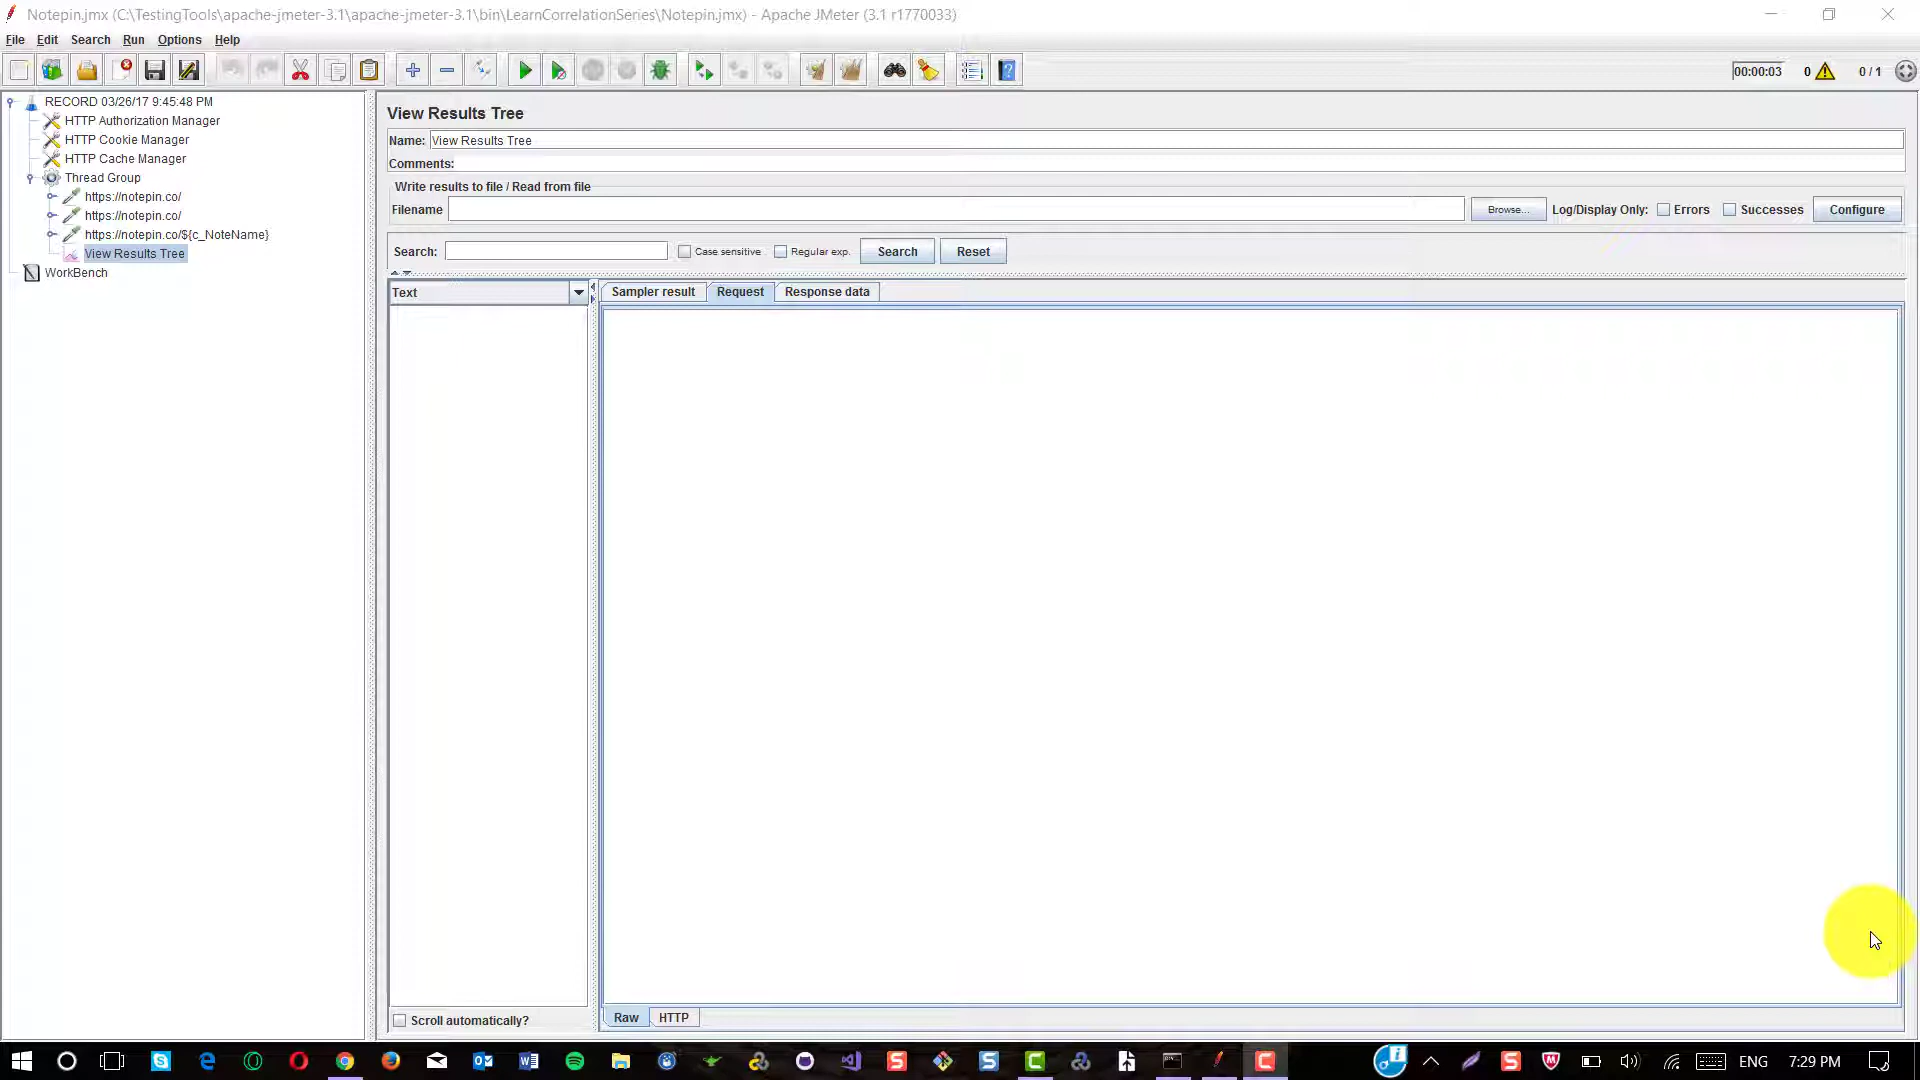 Notepin.jmx (C:\TestingTools\apache-jmeter-3.1\apache-jmeter-3.1\bin\LearnCorrelationSeries\Notepin.jmx) - Apache JMeter (3.1 r1770033)
File Edit Search Run Options Help
00:00:03 0 0 / 1
RECORD 03/26/17 9:45:48 PM
HTTP Authorization Manager
HTTP Cookie Manager
HTTP Cache Manager
Thread Group
https://notepin.co/
https://notepin.co/
https://notepin.co/${c_NoteName}
View Results Tree
WorkBench
View Results Tree
Name: View Results Tree
Comments:
Write results to file / Read from file
Filename Browse... Log/Display Only: Errors Successes Configure
Search: Case sensitive Regular exp. Search Reset
Text Sampler result Request Response data
Scroll automatically? Raw HTTP
ENG 7:29 PM